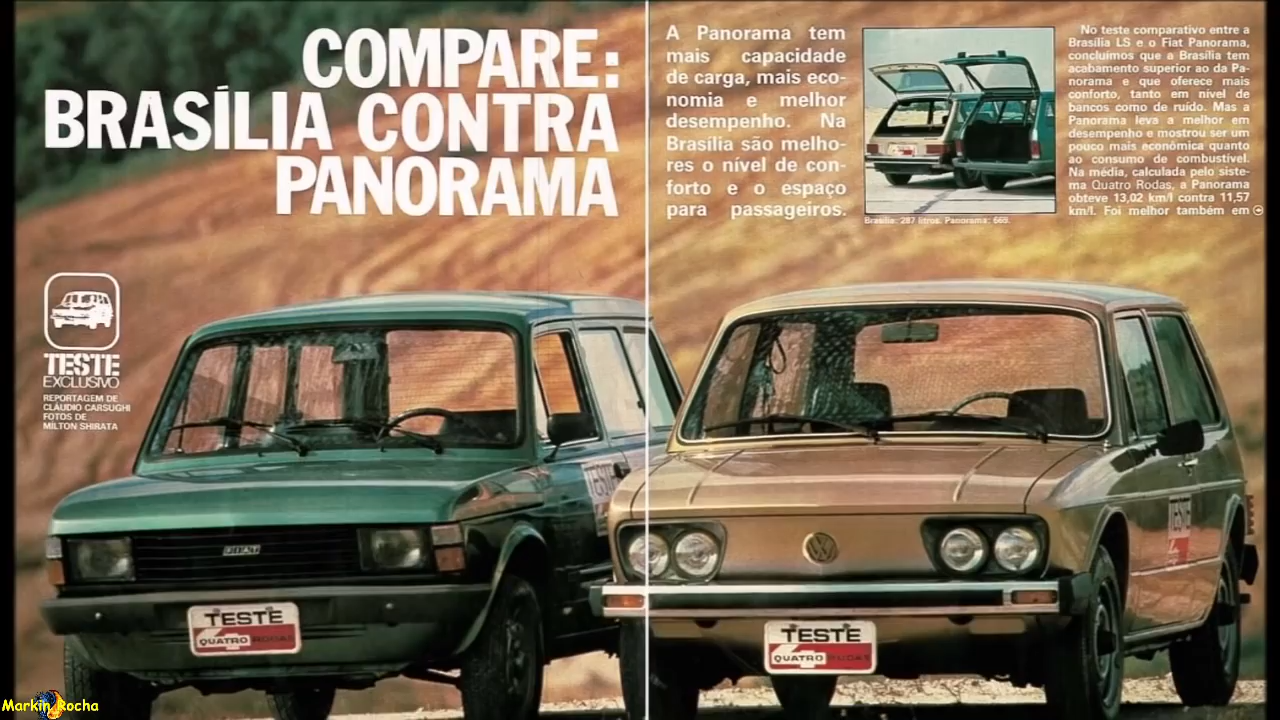 COMPARE:
BRASÍLIA CONTRA
PANORAMA
A Panorama tem
mais capacidade
de carga, mais eco-
nomia e melhor
desempenho. Na
Brasília são melho-
res o nível de con-
forto e o espaço
para passageiros.
Brasília: 287 litros. Panorama: 669.
No teste comparativo entre a
Brasília LS e o Fiat Panorama,
concluímos que a Brasília tem
acabamento superior ao da Pa-
norama e que oferece mais
conforto, tanto em nível de
bancos como de ruído. Mas a
Panorama leva a melhor em
desempenho e mostrou ser um
pouco mais econômica quanto
ao consumo de combustível.
Na média, calculada pelo siste-
ma Quatro Rodas, a Panorama
obteve 13,02 km/l contra 11,57
km/l. Foi melhor também em
TESTE
EXCLUSIVO
REPORTAGEM DE
CLÁUDIO CARSUGHI
FOTOS DE
MILTON SHIRATA
TESTE
TESTE
FIAT
TESTE
QUATRO RODAS
TESTE
QUATRO RODAS
Markin Rocha